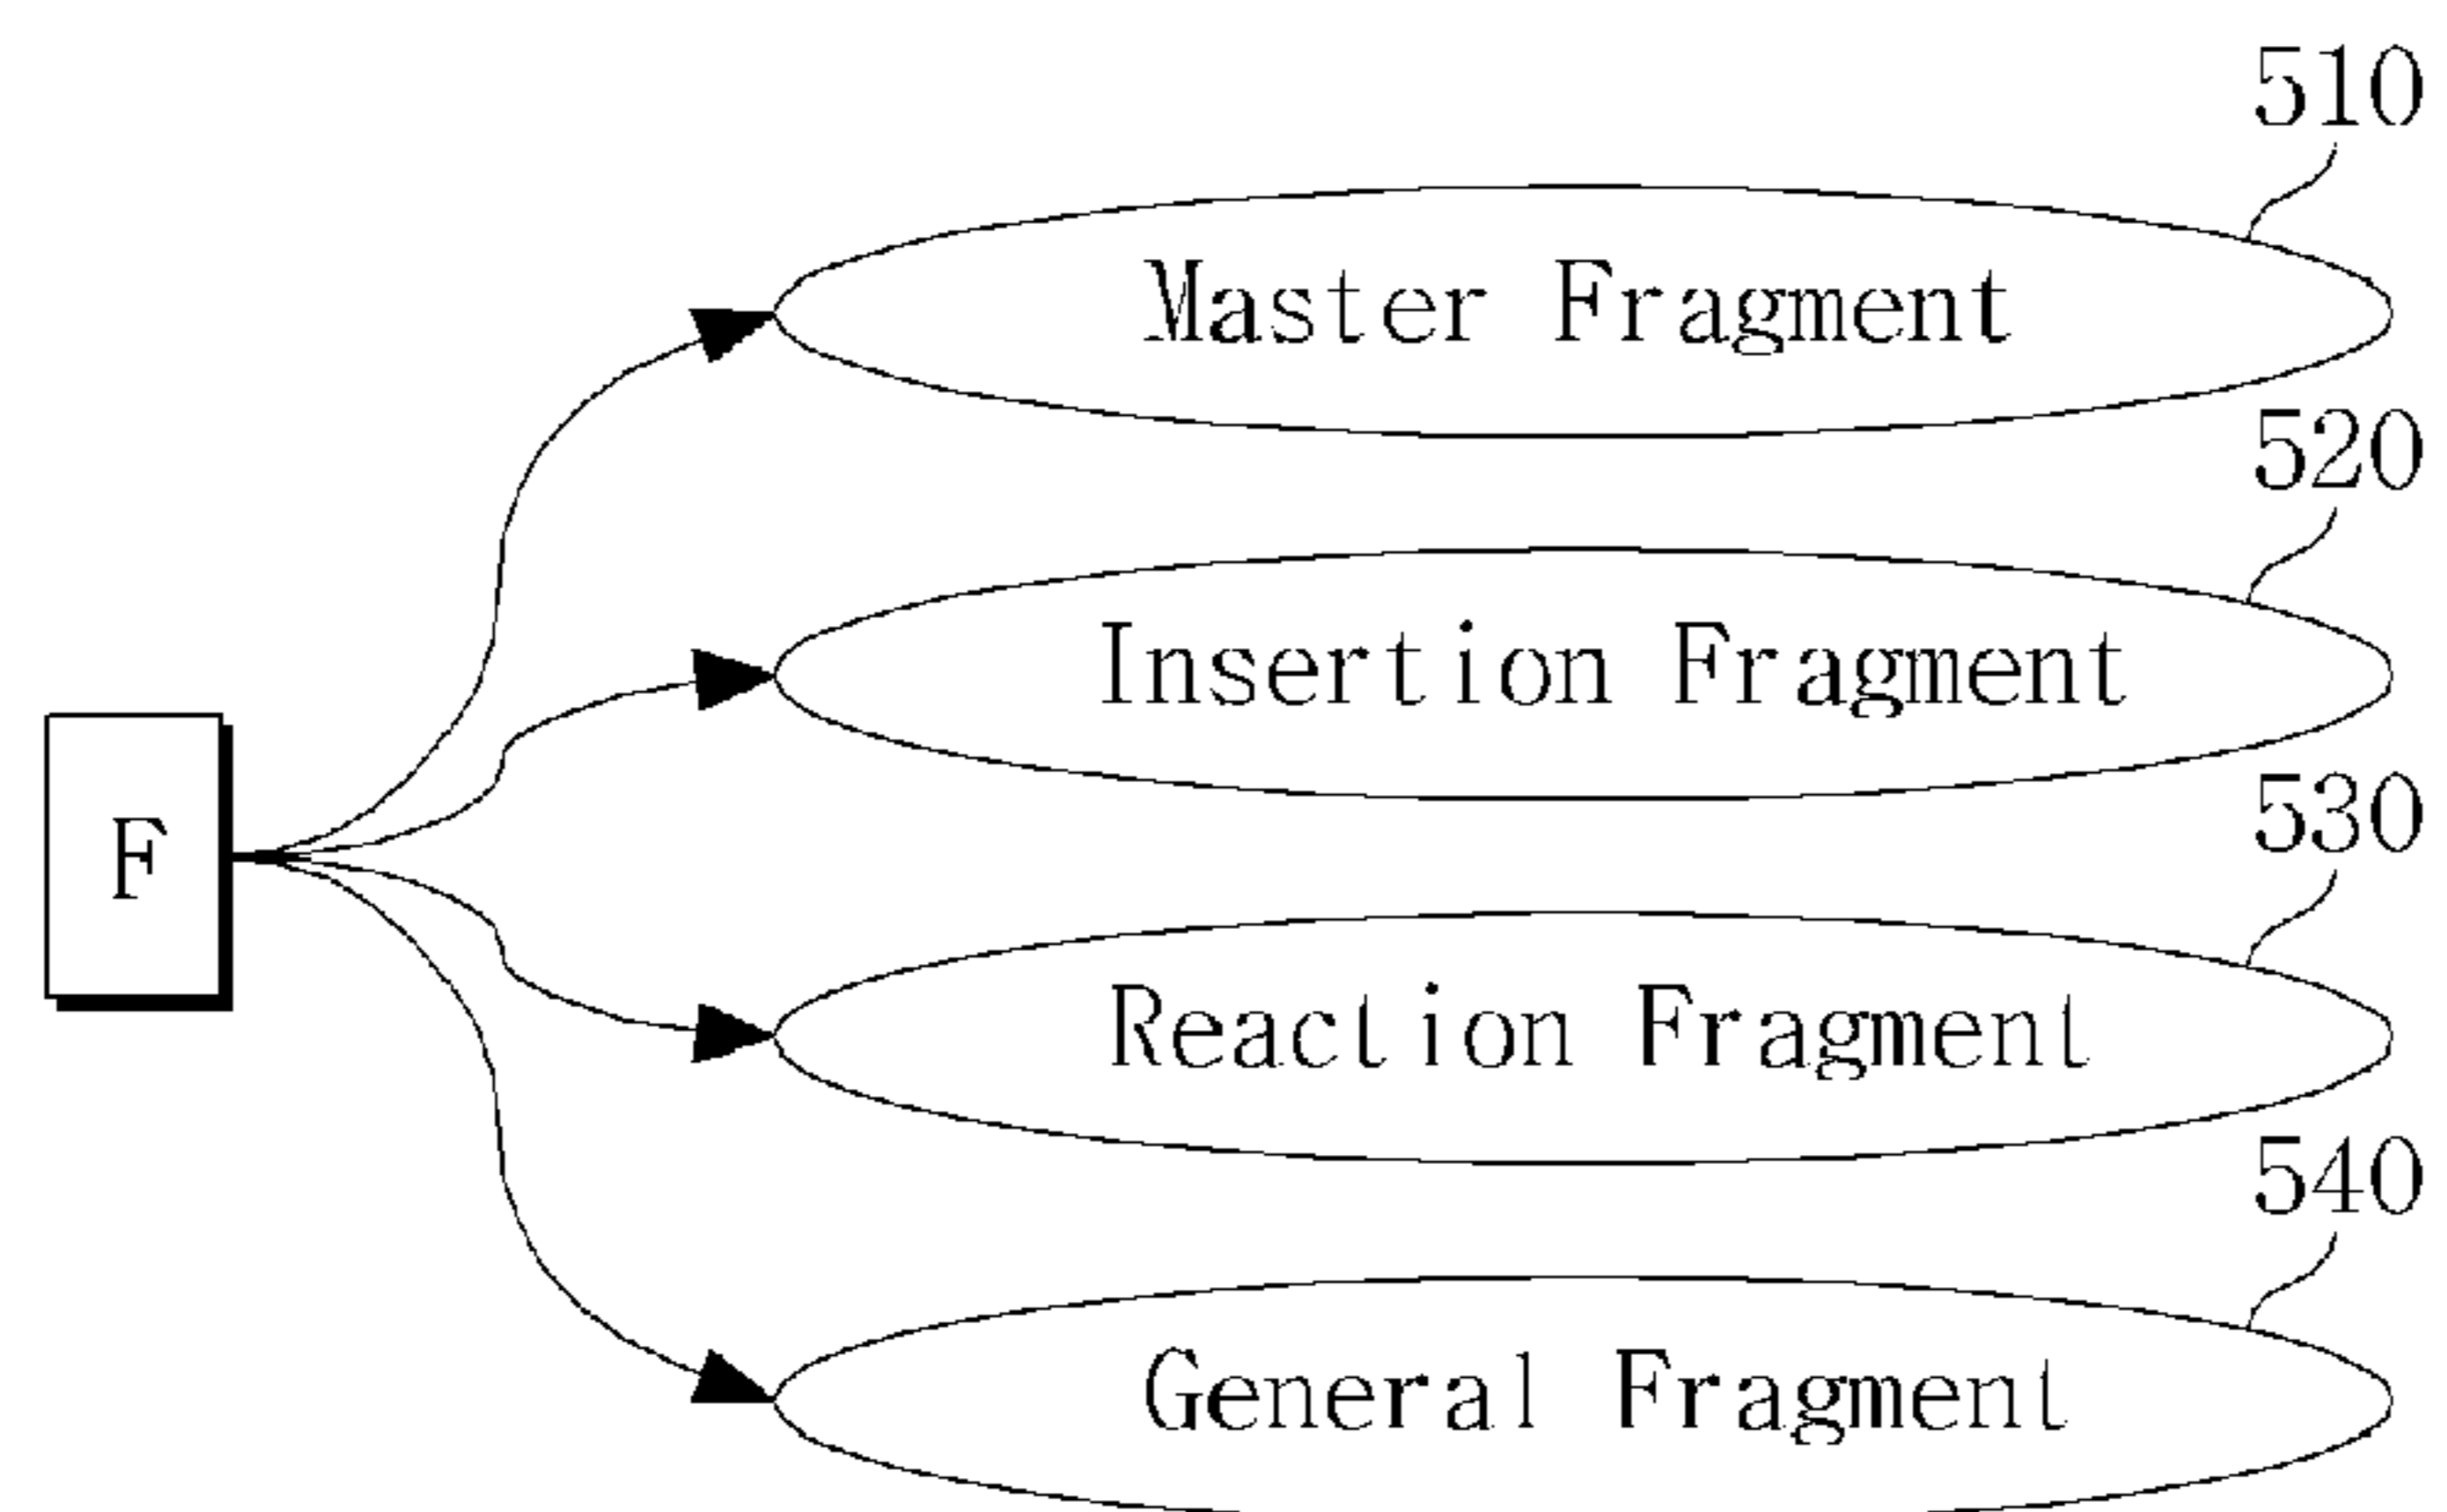 510
Master Fragment
520
Insertion Fragment
530
F
Reaction Fragment
540
General Fragment